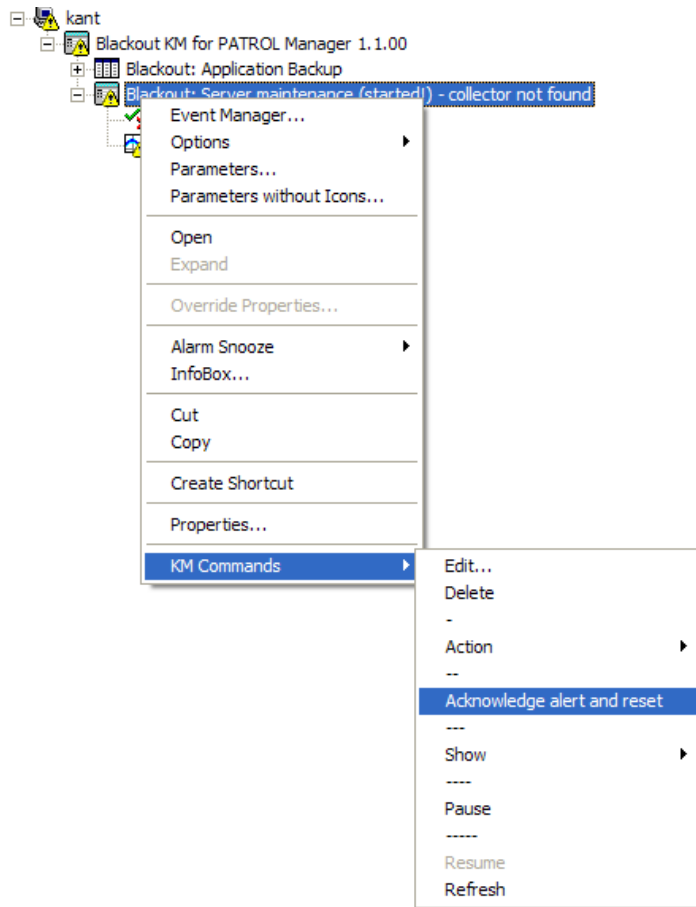 kant
Blackout KM for PATROL Manager 1.1.00
Blackout: Application Backup
Blackout: Server maintenance (started!) - collector not found
Event Manager...
Options
Parameters...
Parameters without Icons...
Open
Expand
Override Properties...
Alarm Snooze
InfoBox...
Cut
Copy
Create Shortcut
Properties...
KM Commands
Edit...
Delete
-
Action
--
Acknowledge alert and reset
---
Show
----
Pause
-----
Resume
Refresh